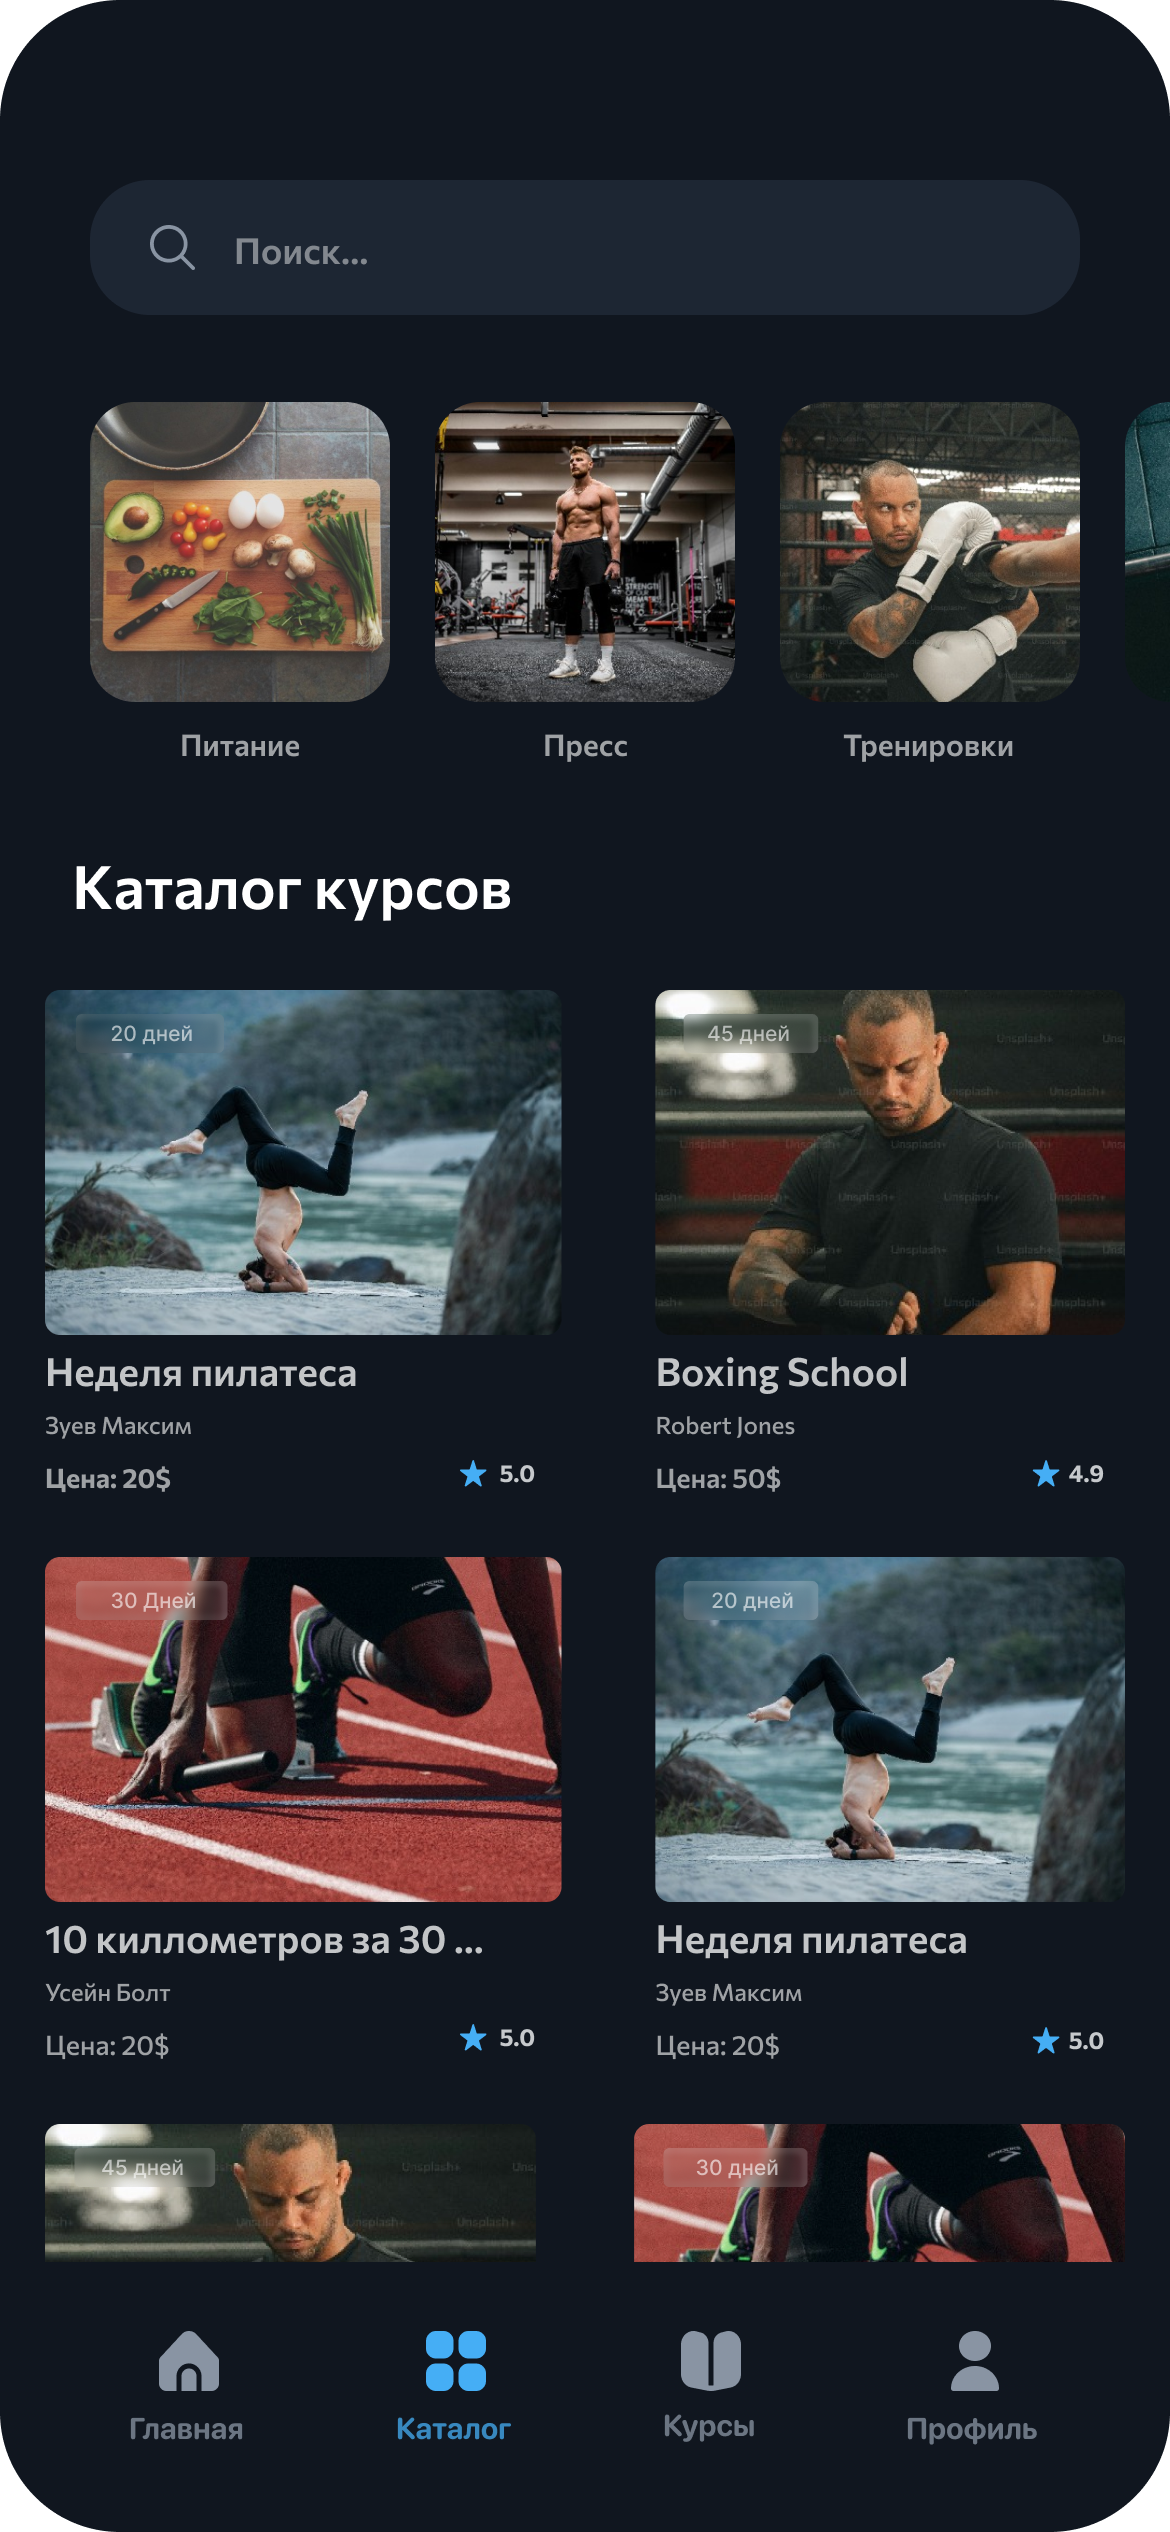 Поиск...
Питание
Пресс
Тренировки
Каталог курсов
20 дней
45 дней
Неделя пилатеса
Boxing School
Зуев Максим
Robert Jones
Цена: 20$
5.0
Цена: 50$
4.9
30 Дней
20 дней
10 киллометров за 30 ...
Неделя пилатеса
Усейн Болт
Зуев Максим
Цена: 20$
5.0
Цена: 20$
5.0
45 дней
30 дней
Главная
Каталог
Курсы
Профиль